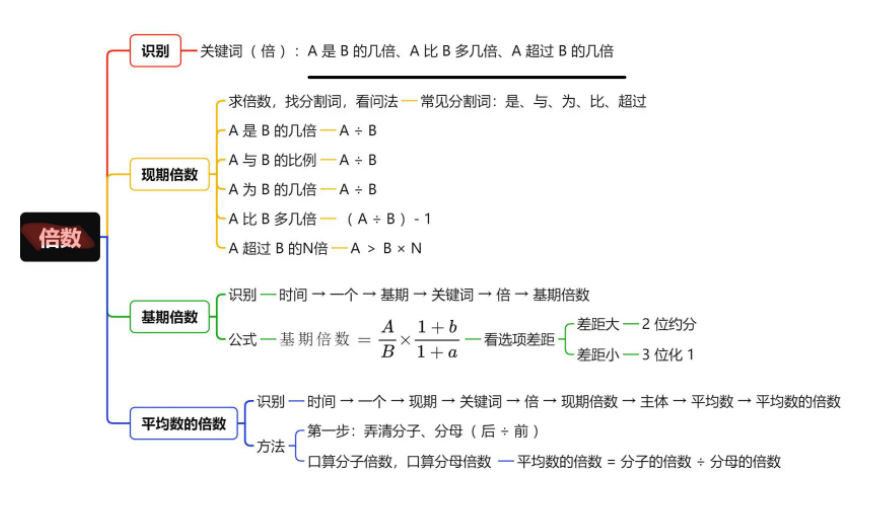 倍数
识别
关键词（倍）：A 是 B 的几倍、A 比 B 多几倍、A 超过 B 的几倍
现期倍数
求倍数，找分割词，看问法
常见分割词：是、与、为、比、超过
A 是 B 的几倍
A ÷ B
A 与 B 的比例
A ÷ B
A 为 B 的几倍
A ÷ B
A 比 B 多几倍
（A ÷ B）- 1
A 超过 B 的N倍
A > B × N
基期倍数
识别
时间 → 一个 → 基期 → 关键词 → 倍 → 基期倍数
公式
基期倍数 = A/B × (1+b)/(1+a)
看选项差距
差距大
2 位约分
差距小
3 位化 1
平均数的倍数
识别
时间 → 一个 → 现期 → 关键词 → 倍 → 现期倍数 → 主体 → 平均数 → 平均数的倍数
方法
第一步：弄清分子、分母（后 ÷ 前）
口算分子倍数，口算分母倍数
平均数的倍数 = 分子的倍数 ÷ 分母的倍数